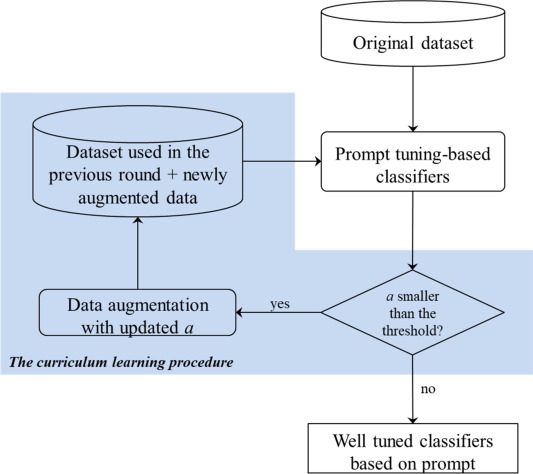 Original dataset
Dataset used in the
previous round + newly
augmented data
Prompt tuning-based
classifiers
Data augmentation
with updated a
yes
a smaller
than the
threshold?
The curriculum learning procedure
no
Well tuned classifiers
based on prompt